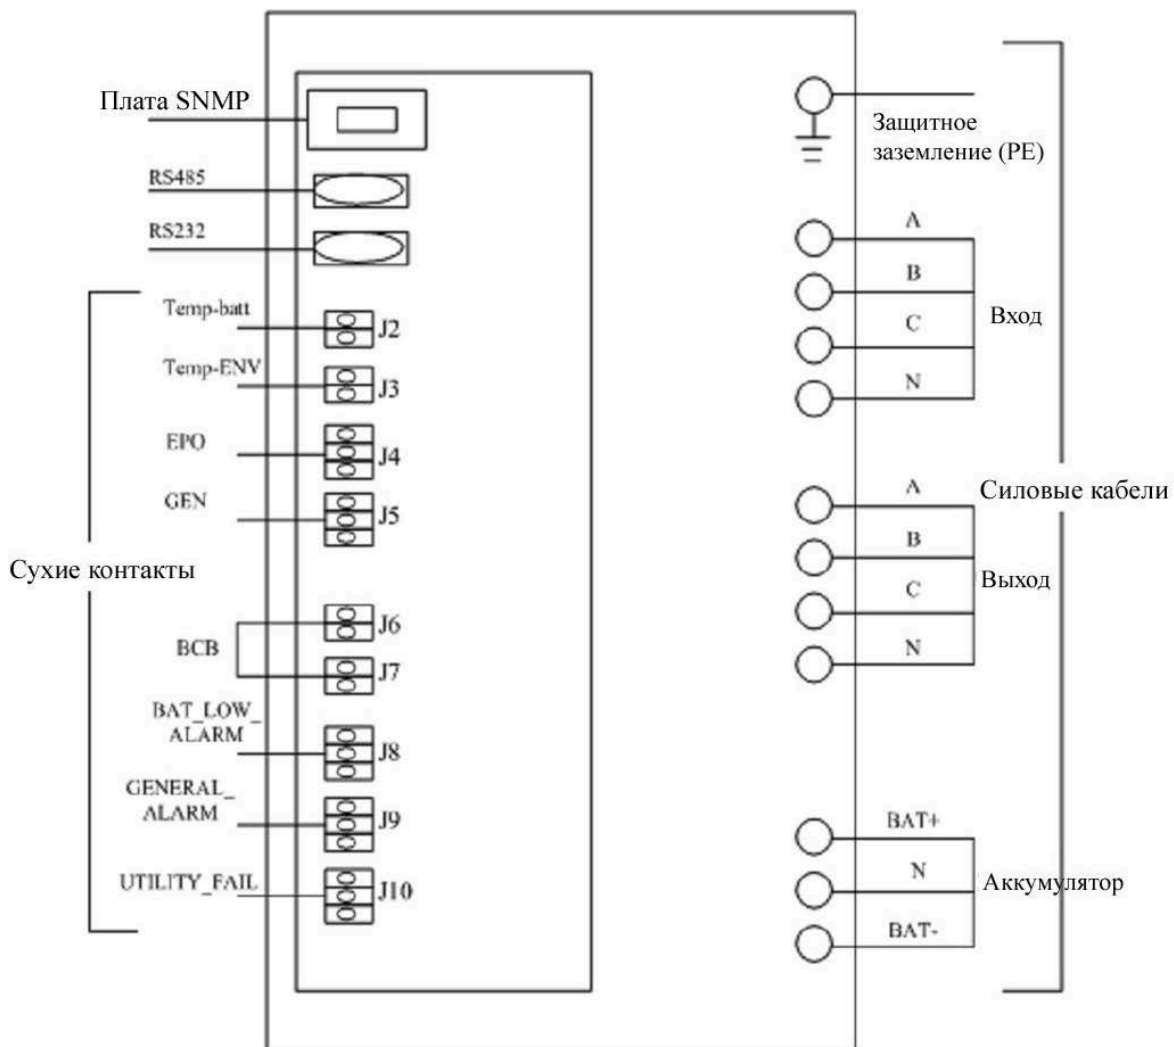 Плата SNMP
RS485
RS232
Temp-batt
J2
Temp-ENV
J3
EPO
J4
GEN
J5
Сухие контакты
BCB
J6
J7
BAT_LOW_
ALARM
J8
GENERAL_
ALARM
J9
UTILITY_FAIL
J10
Защитное
заземление (PE)
A
B
C
N
Вход
Силовые кабели
A
B
C
N
Выход
BAT+
N
BAT-
Аккумулятор